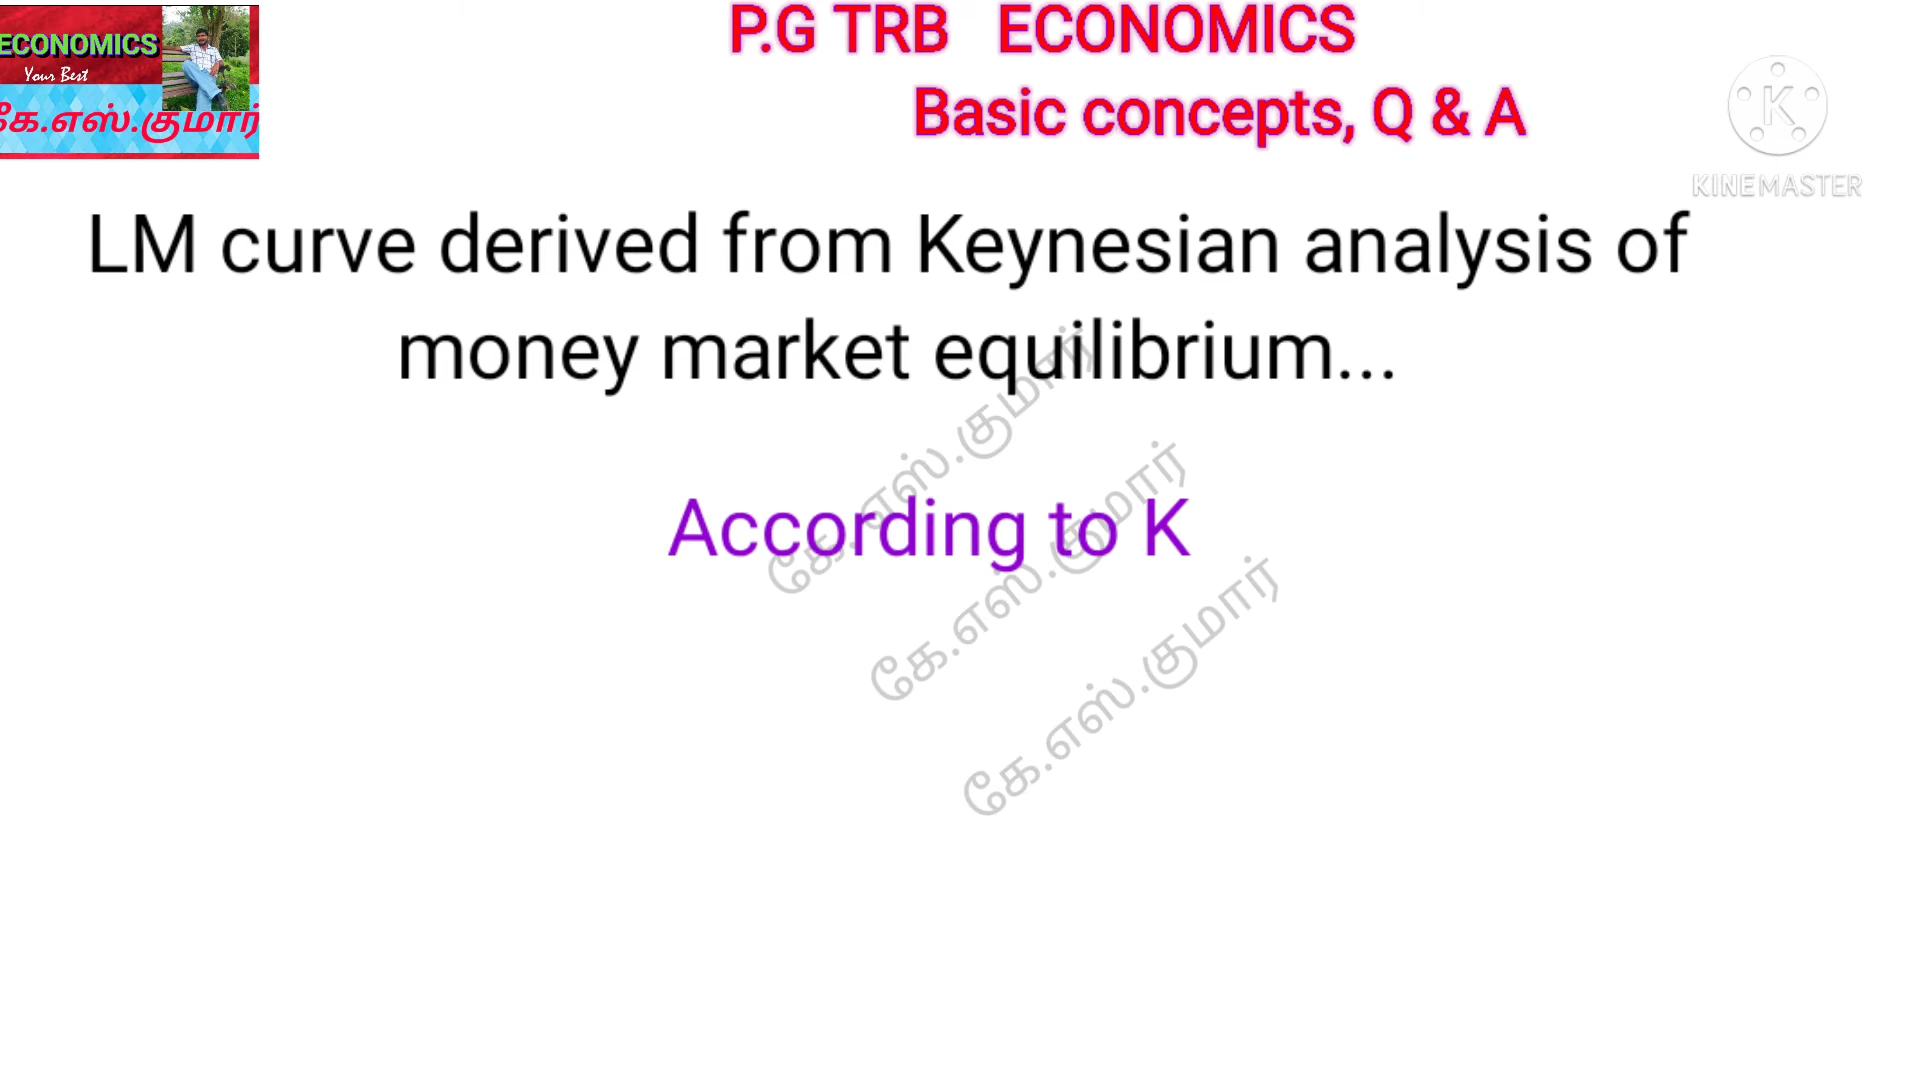 P.G TRB ECONOMICS
Basic concepts, Q & A
ECONOMICS
Your Best
கே.எஸ்.குமார்
K
KINEMASTER
LM curve derived from Keynesian analysis of
money market equilibrium...
According to K
கே.எஸ்.குமார்
கே.எஸ்.குமார்
கே.எஸ்.குமார்